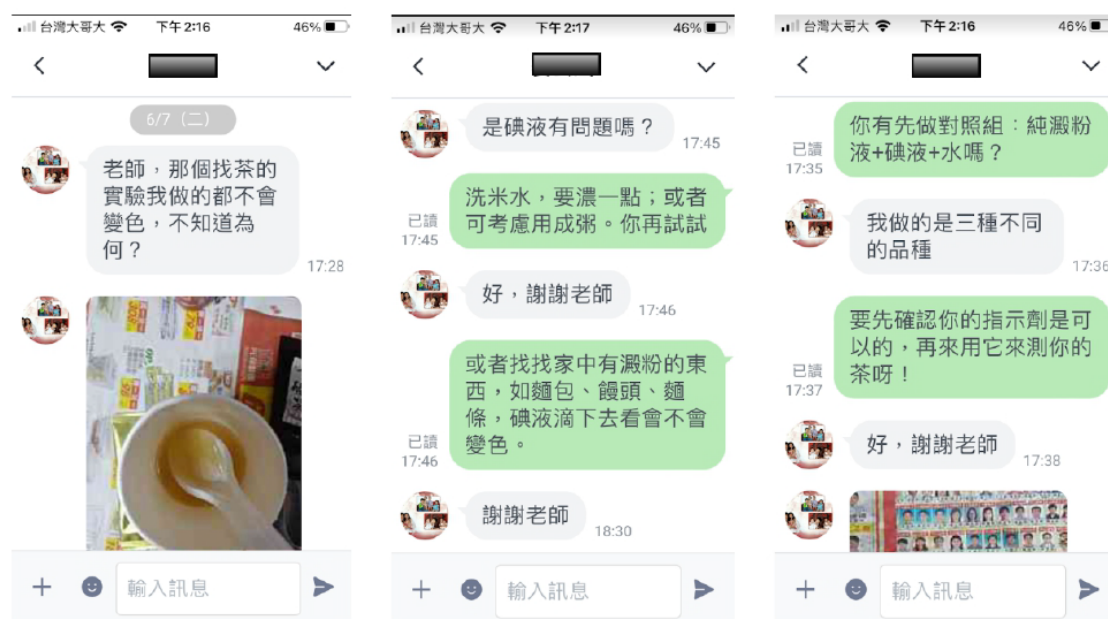 台灣大哥大 下午2:16 46%
6/7（二）
老師，那個找茶的
實驗我做的都不會
變色，不知道為
何？
17:28
輸入訊息
台灣大哥大 下午2:17 46%
是碘液有問題嗎？
17:45
洗米水，要濃一點；或者
可考慮用成粥。你再試試
已讀
17:45
好，謝謝老師
17:46
或者找找家中有澱粉的東
西，如麵包、饅頭、麵
條，碘液滴下去看會不會
變色。
已讀
17:46
謝謝老師
18:30
輸入訊息
台灣大哥大 下午2:16 46%
你有先做對照組：純澱粉
液+碘液+水嗎？
已讀
17:35
我做的是三種不同
的品種
17:36
要先確認你的指示劑是可
以的，再來用它來測你的
茶呀！
已讀
17:37
好，謝謝老師
17:38
輸入訊息